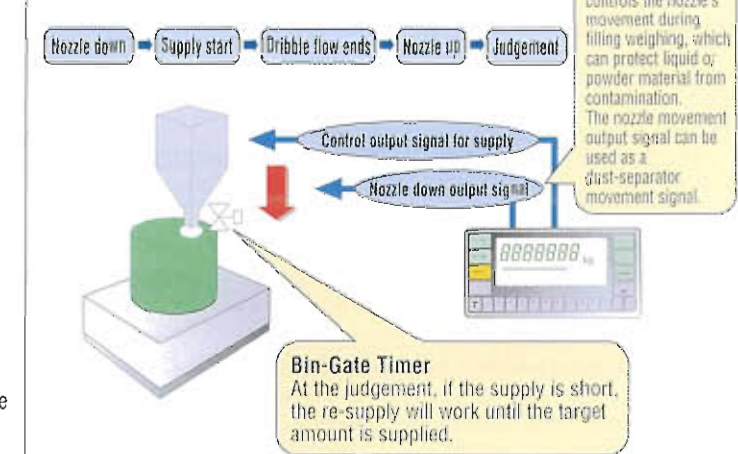 controls the nozzle's
movement during
filling weighing, which
can protect liquid or
powder material from
contamination.
The nozzle movement
output signal can be
used as a
dust-separator
movement signal.
Nozzle down Supply start Dribble flow ends Nozzle up Judgement
Control output signal for supply
Nozzle down output signal
8888888 kg
Bin-Gate Timer
At the judgement, if the supply is short,
the re-supply will work until the target
amount is supplied.
e